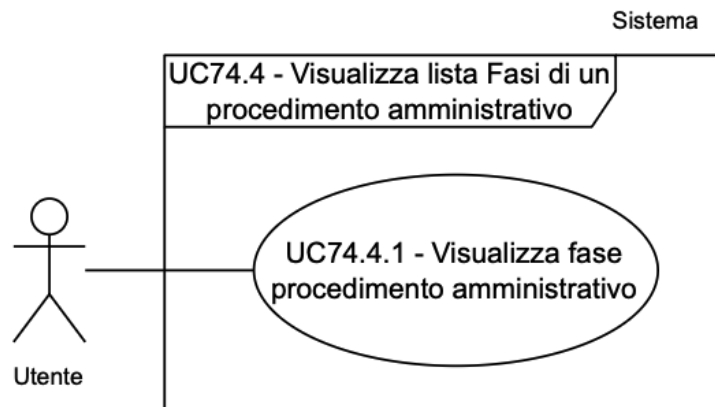 Sistema
UC74.4 - Visualizza lista Fasi di un
procedimento amministrativo
UC74.4.1 - Visualizza fase
procedimento amministrativo
Utente